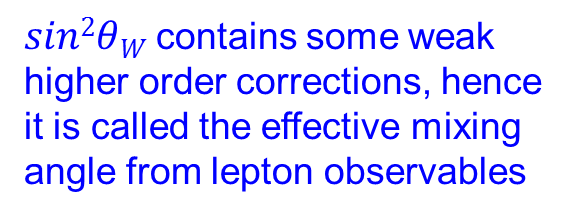 sin²θ_W contains some weak
higher order corrections, hence
it is called the effective mixing
angle from lepton observables